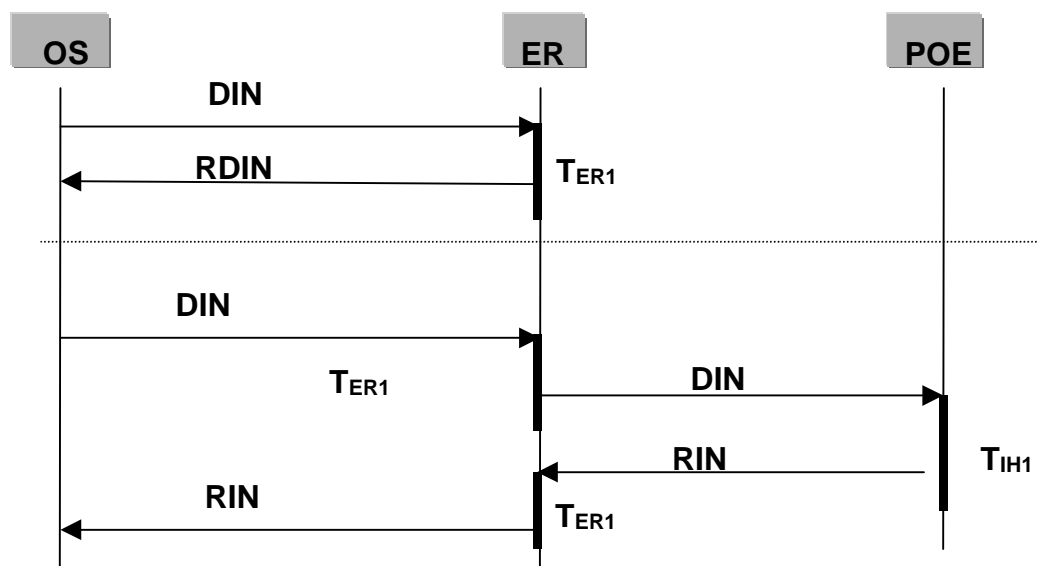 OS ER POE
DIN
RDIN
TER1
DIN
TER1
DIN
RIN
TIH1
RIN
TER1